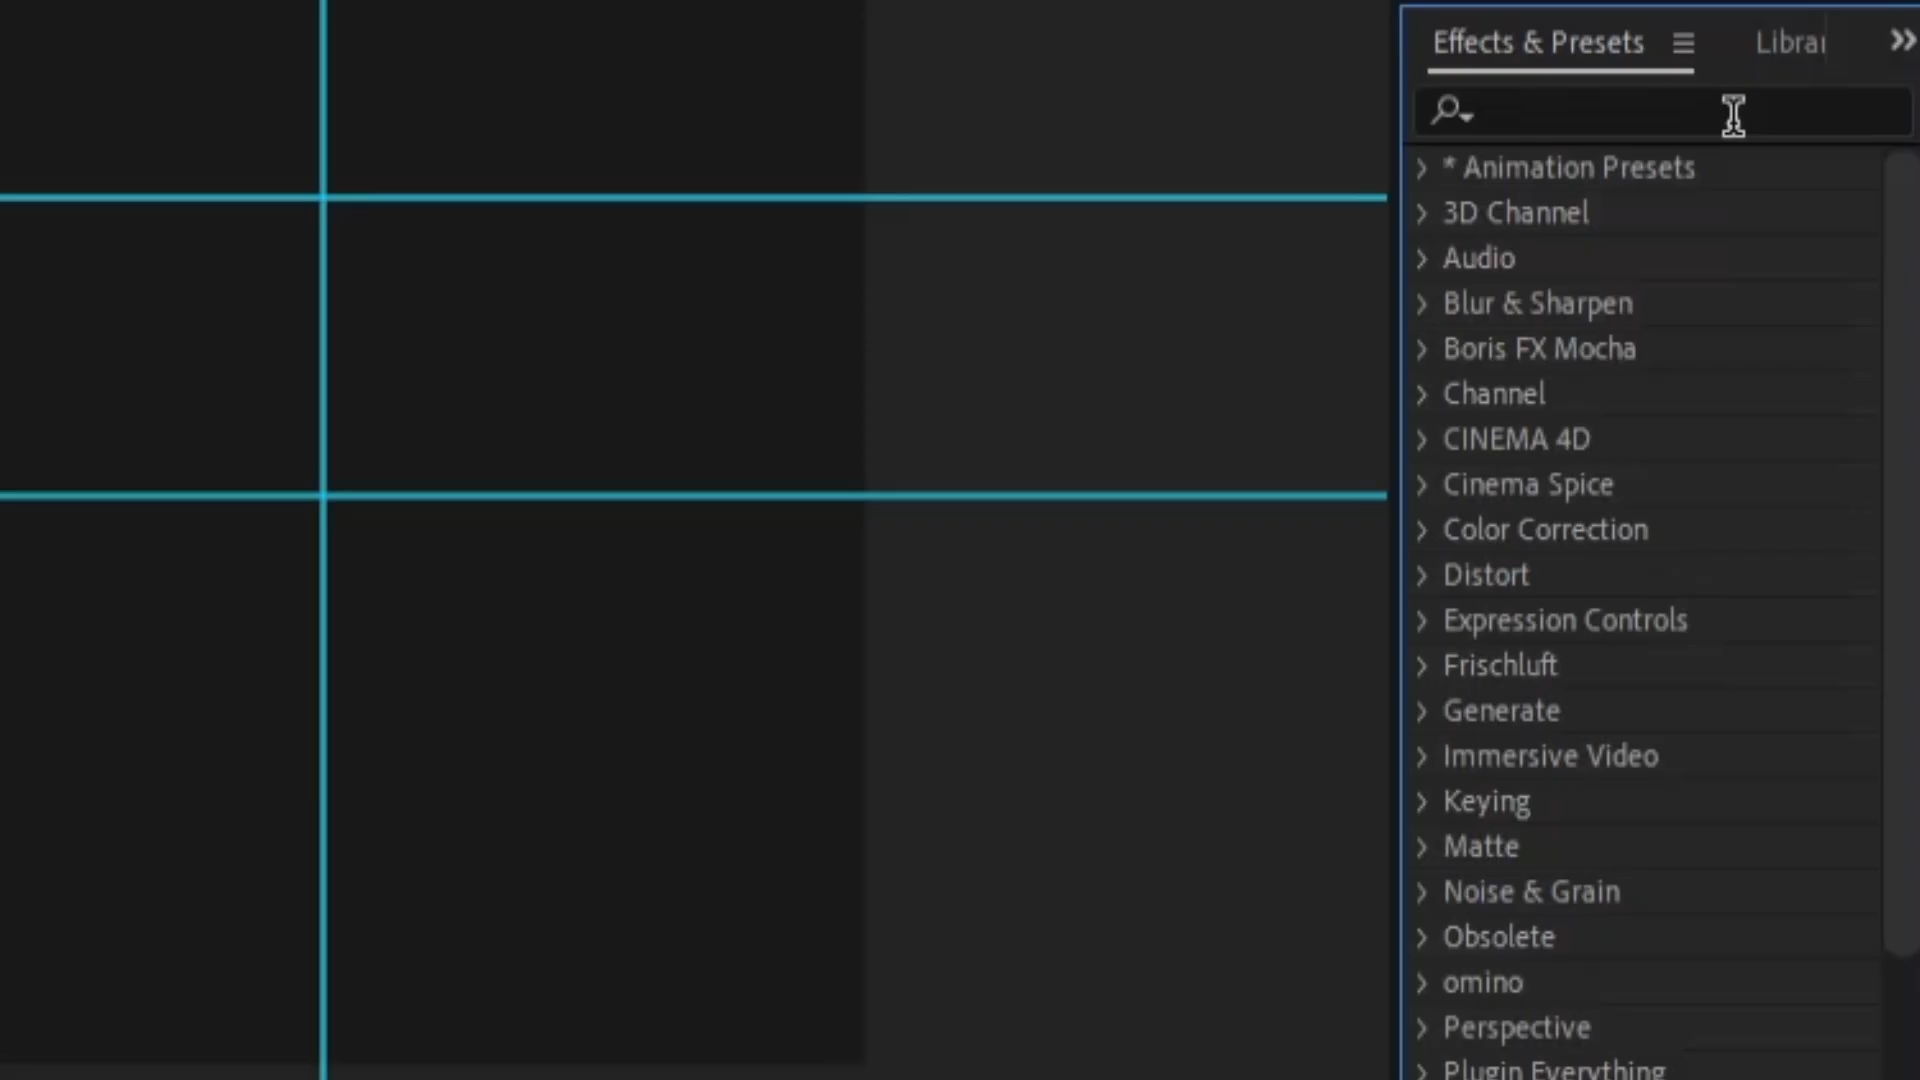 Effects & Presets
Librar
* Animation Presets
3D Channel
Audio
Blur & Sharpen
Boris FX Mocha
Channel
CINEMA 4D
Cinema Spice
Color Correction
Distort
Expression Controls
Frischluft
Generate
Immersive Video
Keying
Matte
Noise & Grain
Obsolete
omino
Perspective
Plugin Everything